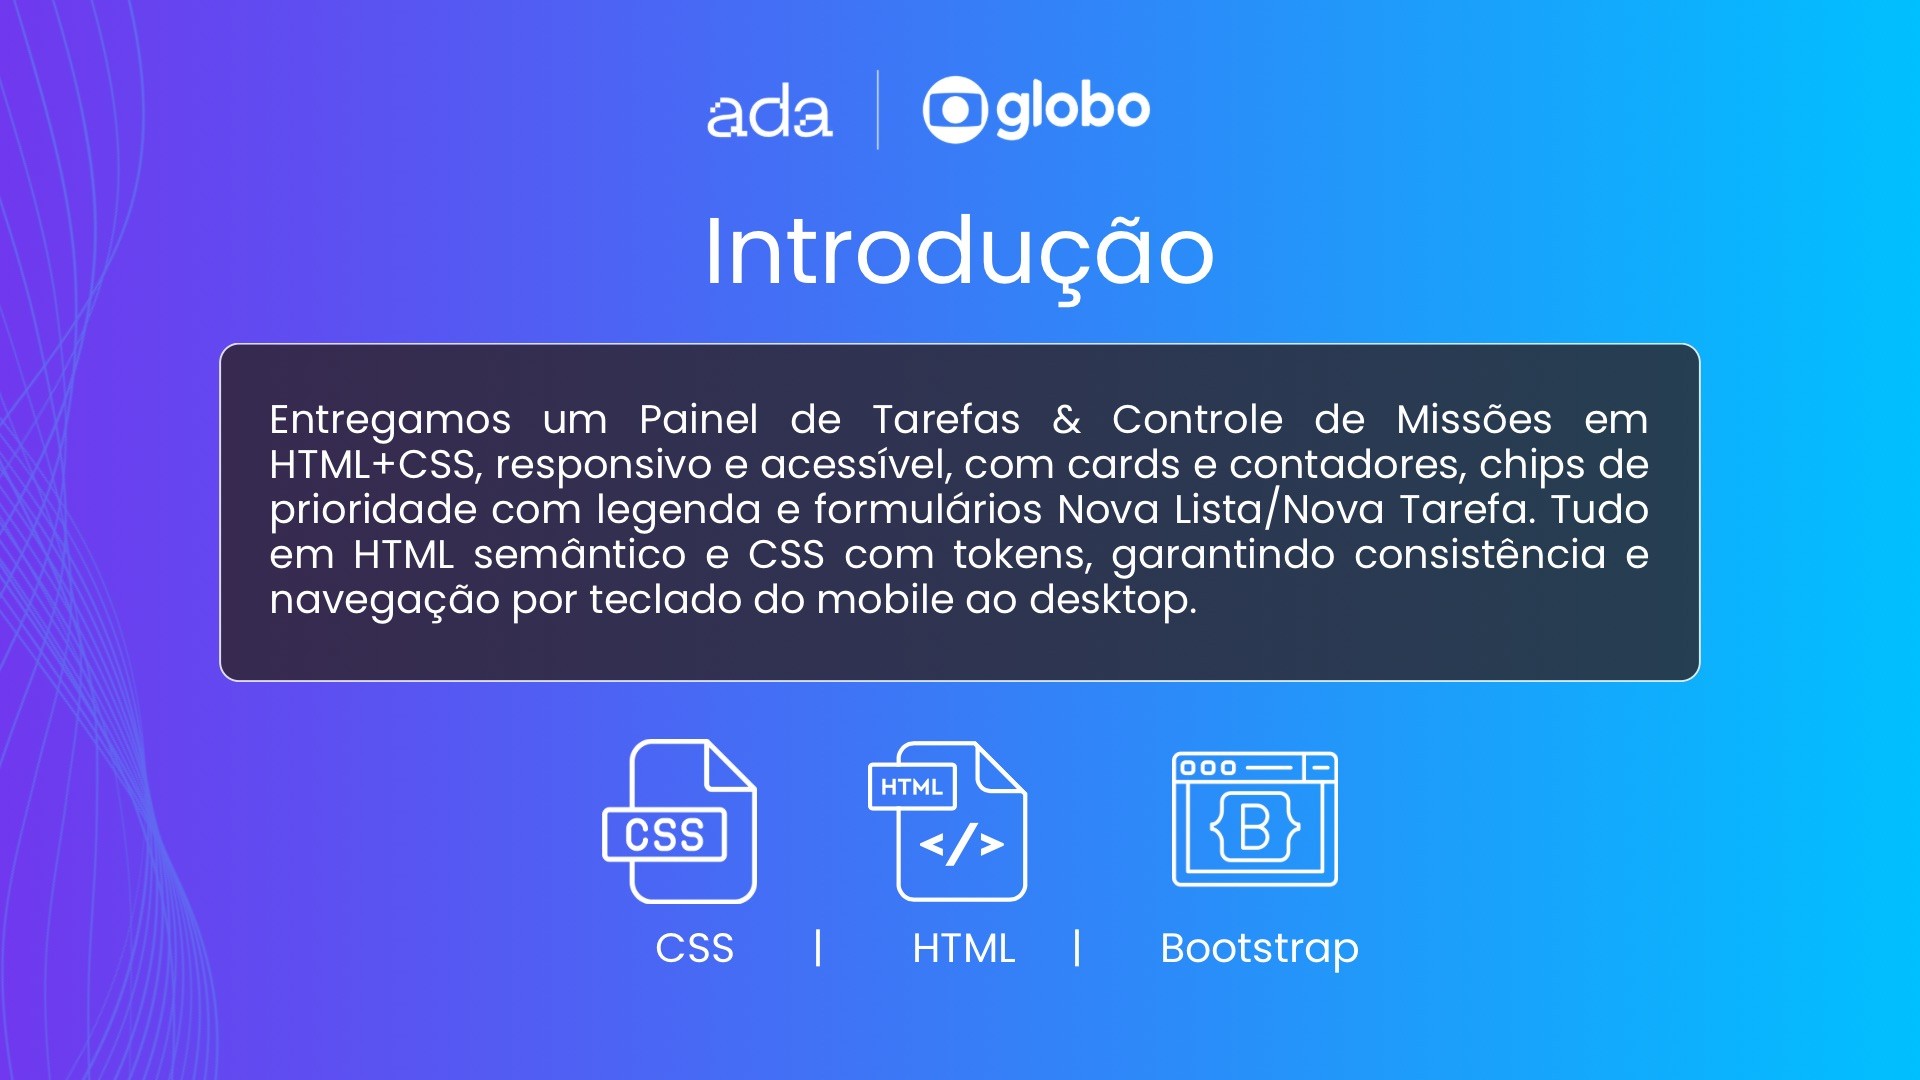 ada | globo
Introdução
Entregamos um Painel de Tarefas & Controle de Missões em
HTML+CSS, responsivo e acessível, com cards e contadores, chips de
prioridade com legenda e formulários Nova Lista/Nova Tarefa. Tudo
em HTML semântico e CSS com tokens, garantindo consistência e
navegação por teclado do mobile ao desktop.
CSS
HTML
</>
{B}
CSS | HTML | Bootstrap